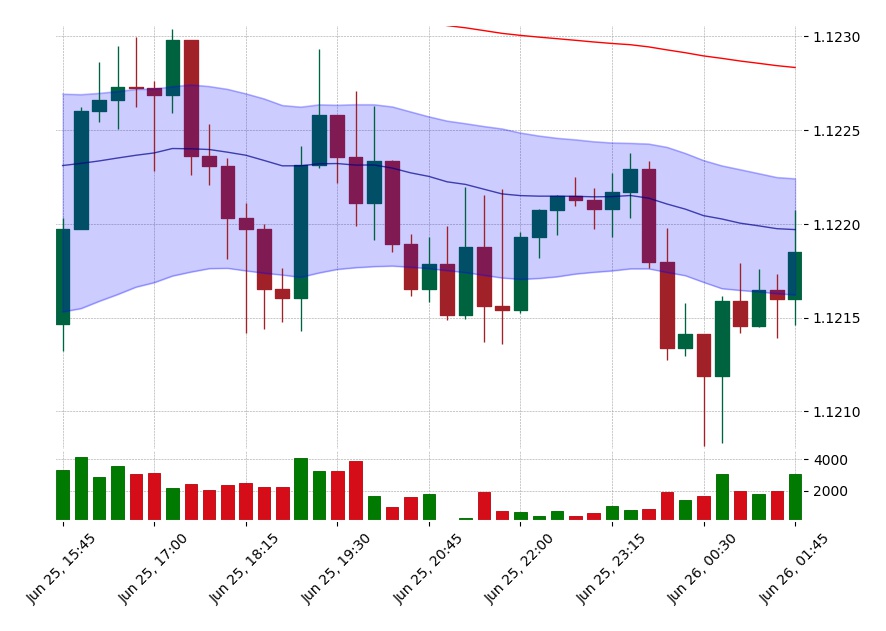 1.1230
1.1225
1.1220
1.1215
1.1210
4000
2000
Jun 25, 15:45
Jun 25, 17:00
Jun 25, 18:15
Jun 25, 19:30
Jun 25, 20:45
Jun 25, 22:00
Jun 25, 23:15
Jun 26, 00:30
Jun 26, 01:45